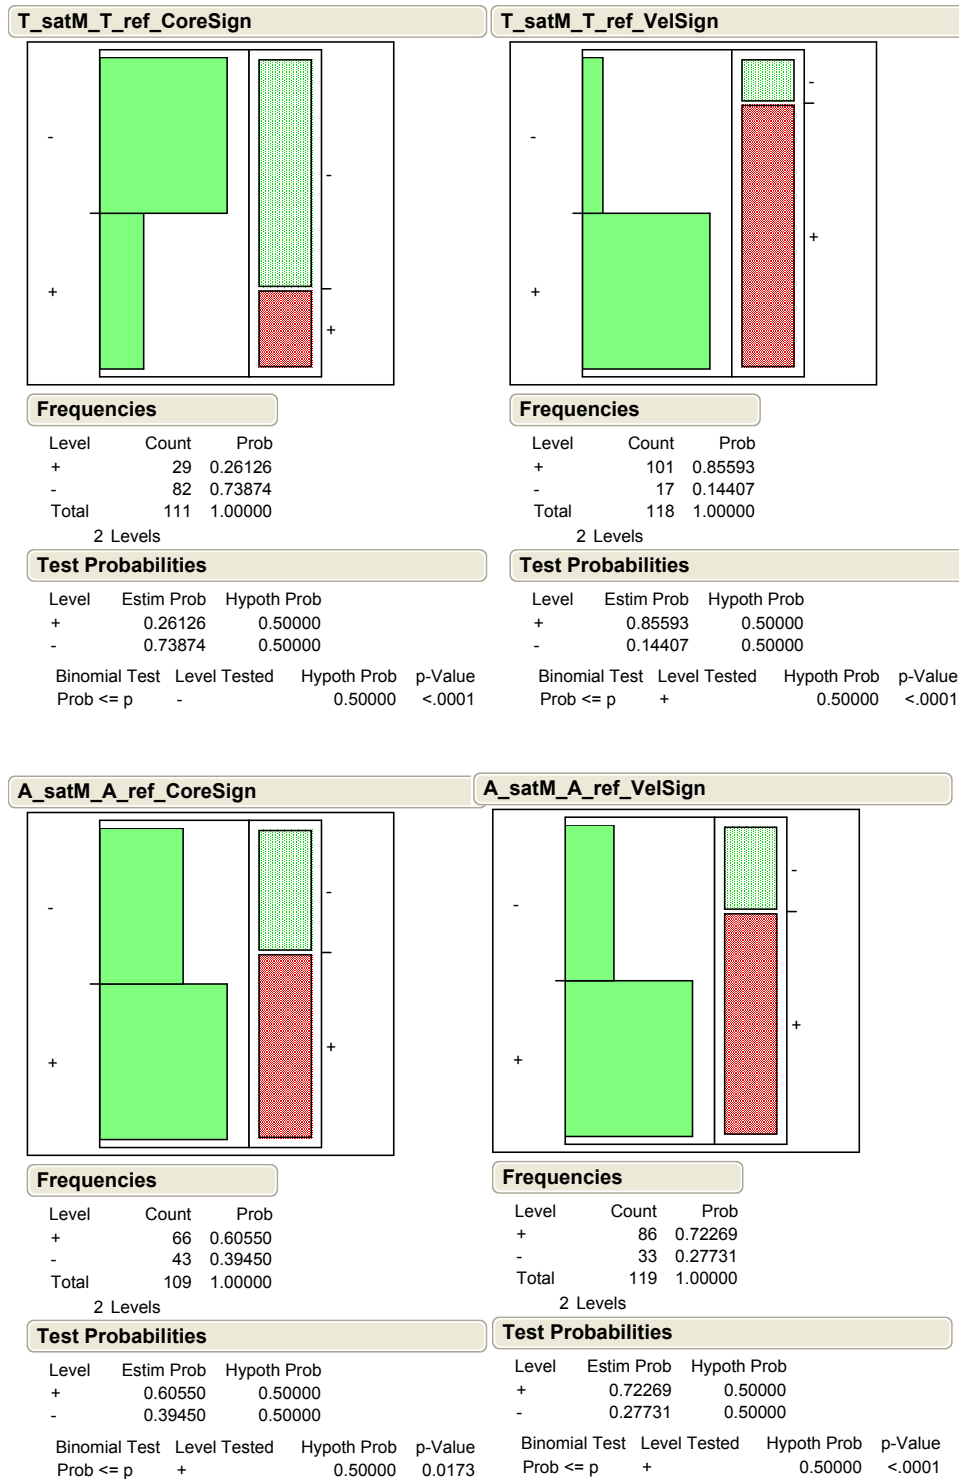 T_satM_T_ref_CoreSign
-
+
-
+
Frequencies
Level Count Prob
+ 29 0.26126
- 82 0.73874
Total 111 1.00000
2 Levels
Test Probabilities
Level Estim Prob Hypoth Prob
+ 0.26126 0.50000
- 0.73874 0.50000
Binomial Test Level Tested Hypoth Prob p-Value
Prob <= p - 0.50000 <.0001
T_satM_T_ref_VelSign
-
+
-
+
Frequencies
Level Count Prob
+ 101 0.85593
- 17 0.14407
Total 118 1.00000
2 Levels
Test Probabilities
Level Estim Prob Hypoth Prob
+ 0.85593 0.50000
- 0.14407 0.50000
Binomial Test Level Tested Hypoth Prob p-Value
Prob <= p + 0.50000 <.0001
A_satM_A_ref_CoreSign
-
+
-
+
Frequencies
Level Count Prob
+ 66 0.60550
- 43 0.39450
Total 109 1.00000
2 Levels
Test Probabilities
Level Estim Prob Hypoth Prob
+ 0.60550 0.50000
- 0.39450 0.50000
Binomial Test Level Tested Hypoth Prob p-Value
Prob <= p + 0.50000 0.0173
A_satM_A_ref_VelSign
-
+
-
+
Frequencies
Level Count Prob
+ 86 0.72269
- 33 0.27731
Total 119 1.00000
2 Levels
Test Probabilities
Level Estim Prob Hypoth Prob
+ 0.72269 0.50000
- 0.27731 0.50000
Binomial Test Level Tested Hypoth Prob p-Value
Prob <= p + 0.50000 <.0001